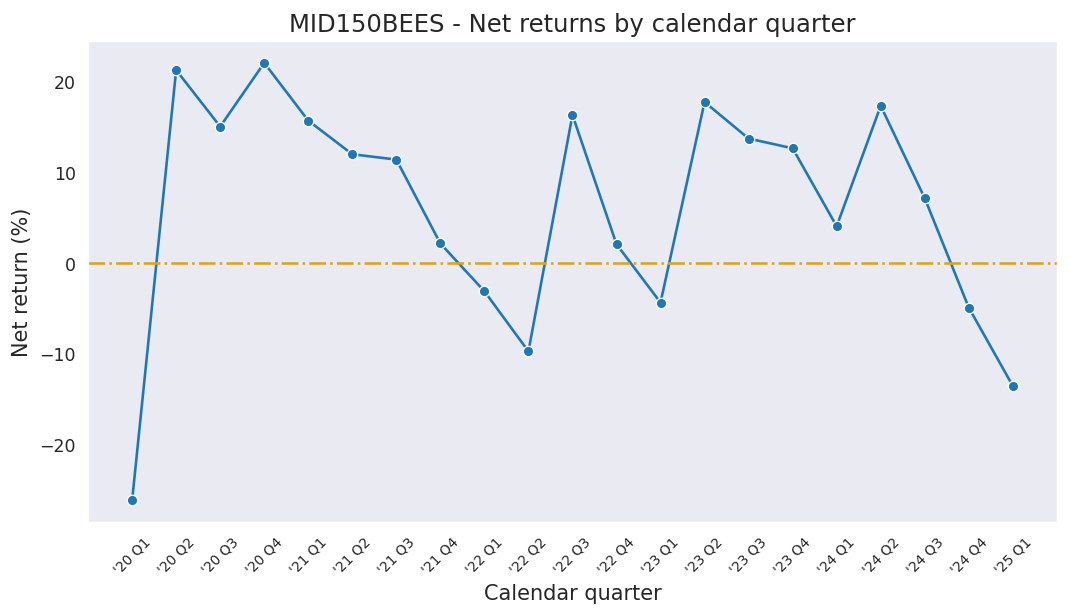 MID150BEES - Net returns by calendar quarter
Net return (%)
20
10
0
−10
−20
'20 Q1
'20 Q2
'20 Q3
'20 Q4
'21 Q1
'21 Q2
'21 Q3
'21 Q4
'22 Q1
'22 Q2
'22 Q3
'22 Q4
'23 Q1
'23 Q2
'23 Q3
'23 Q4
'24 Q1
'24 Q2
'24 Q3
'24 Q4
'25 Q1
Calendar quarter